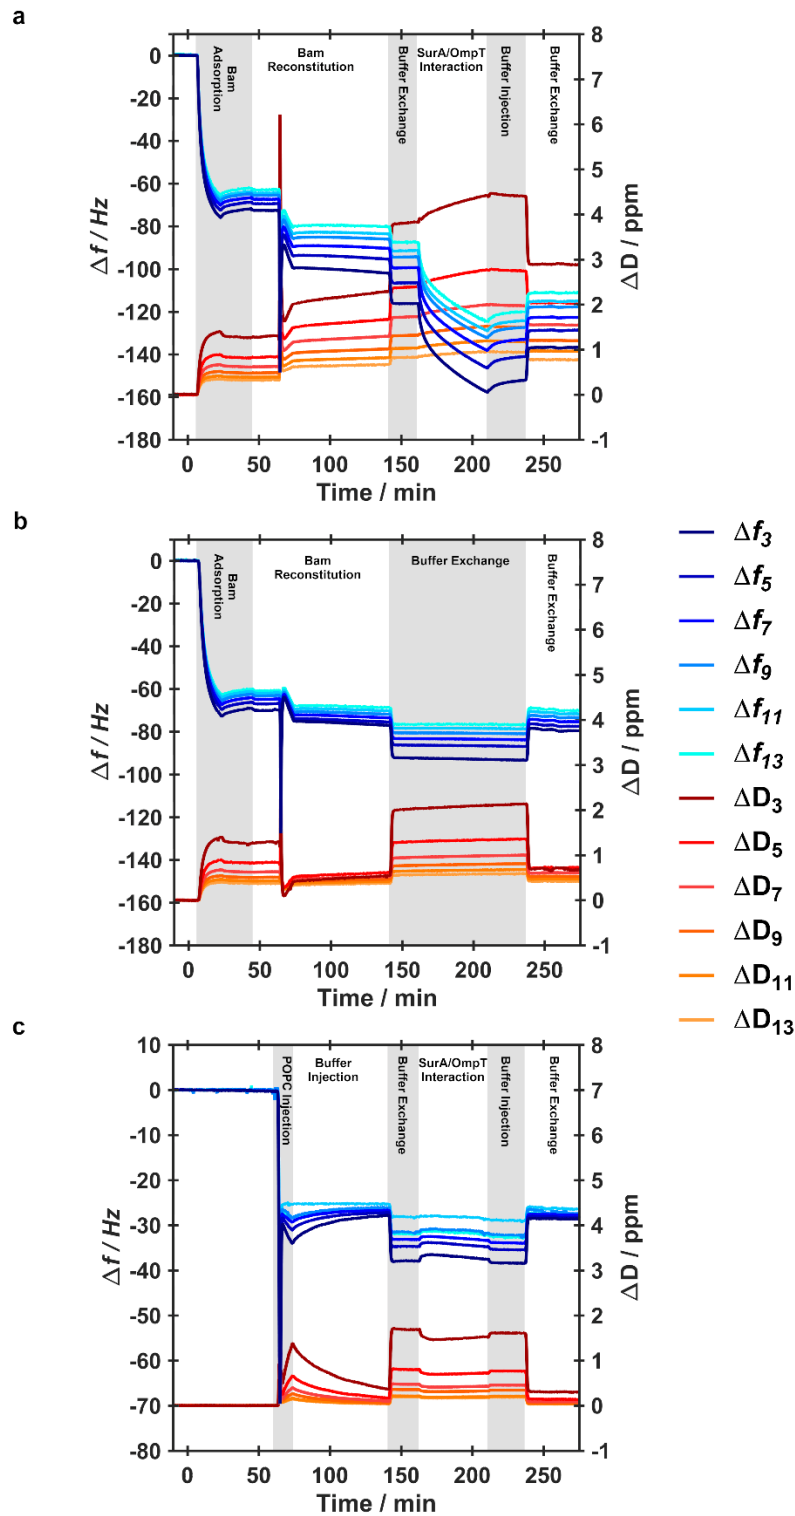 a
Bam
Adsorption
Bam
Reconstitution
Buffer Exchange
SurA/OmpT
Interaction
Buffer Injection
Buffer Exchange
0
-20
-40
-60
-80
-100
-120
-140
-160
-180
Δf / Hz
8
7
6
5
4
3
2
1
0
-1
ΔD / ppm
0 50 100 150 200 250
Time / min
b
Bam
Adsorption
Bam
Reconstitution
Buffer Exchange
Buffer Exchange
0
-20
-40
-60
-80
-100
-120
-140
-160
-180
Δf / Hz
8
7
6
5
4
3
2
1
0
-1
ΔD / ppm
0 50 100 150 200 250
Time / min
Δf3
Δf5
Δf7
Δf9
Δf11
Δf13
ΔD3
ΔD5
ΔD7
ΔD9
ΔD11
ΔD13
c
POPC Injection
Buffer
Injection
Buffer Exchange
SurA/OmpT
Interaction
Buffer Injection
Buffer Exchange
10
0
-10
-20
-30
-40
-50
-60
-70
-80
Δf / Hz
8
7
6
5
4
3
2
1
0
-1
ΔD / ppm
0 50 100 150 200 250
Time / min